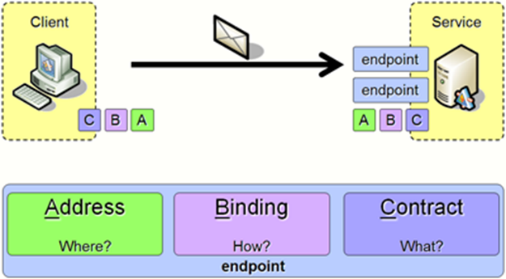 Client
Service
endpoint
endpoint
C B A
A B C
Address
Binding
Contract
Where?
How?
What?
endpoint